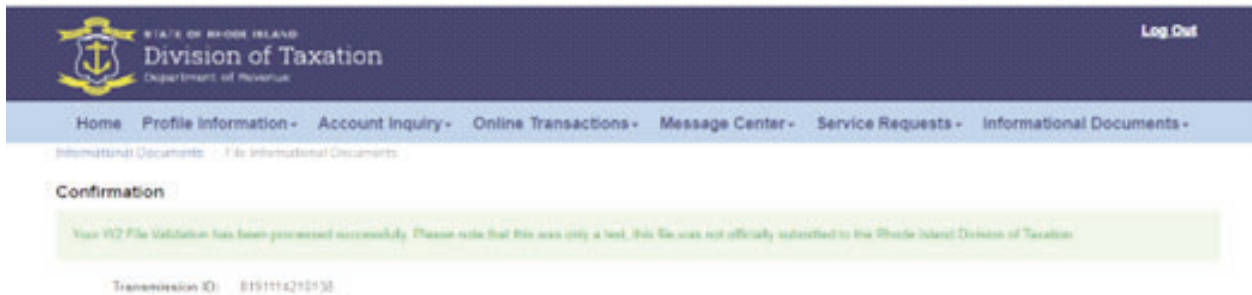 STATE OF RHODE ISLAND
Log Out
Division of Taxation
Department of Revenue
Home Profile Information Account Inquiry Online Transactions Message Center Service Requests Informational Documents
Informational Documents / File Informational Documents
Confirmation
Your W2 File Validation has been processed successfully. Please note that this was only a test, this file was not officially submitted to the Rhode Island Division of Taxation
Transmission ID: